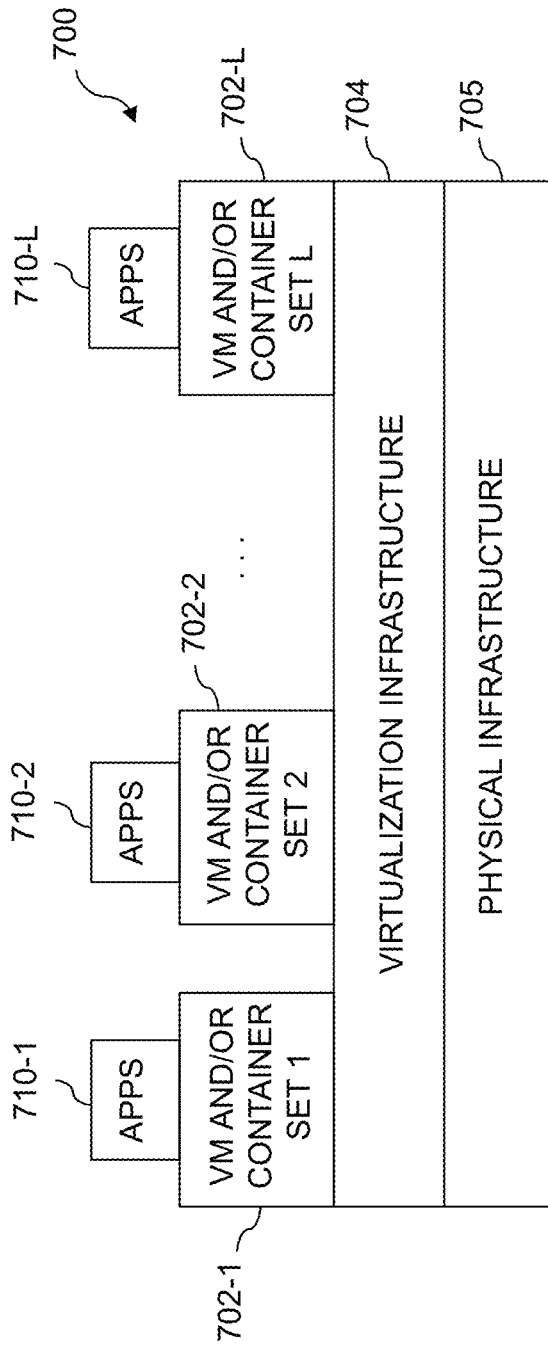 700
710-1
710-2
710-L
APPS
APPS
APPS
702-1
VM AND/OR
CONTAINER
SET 1
VM AND/OR
CONTAINER
SET 2
702-2
. . .
VM AND/OR
CONTAINER
SET L
702-L
VIRTUALIZATION INFRASTRUCTURE
704
PHYSICAL INFRASTRUCTURE
705